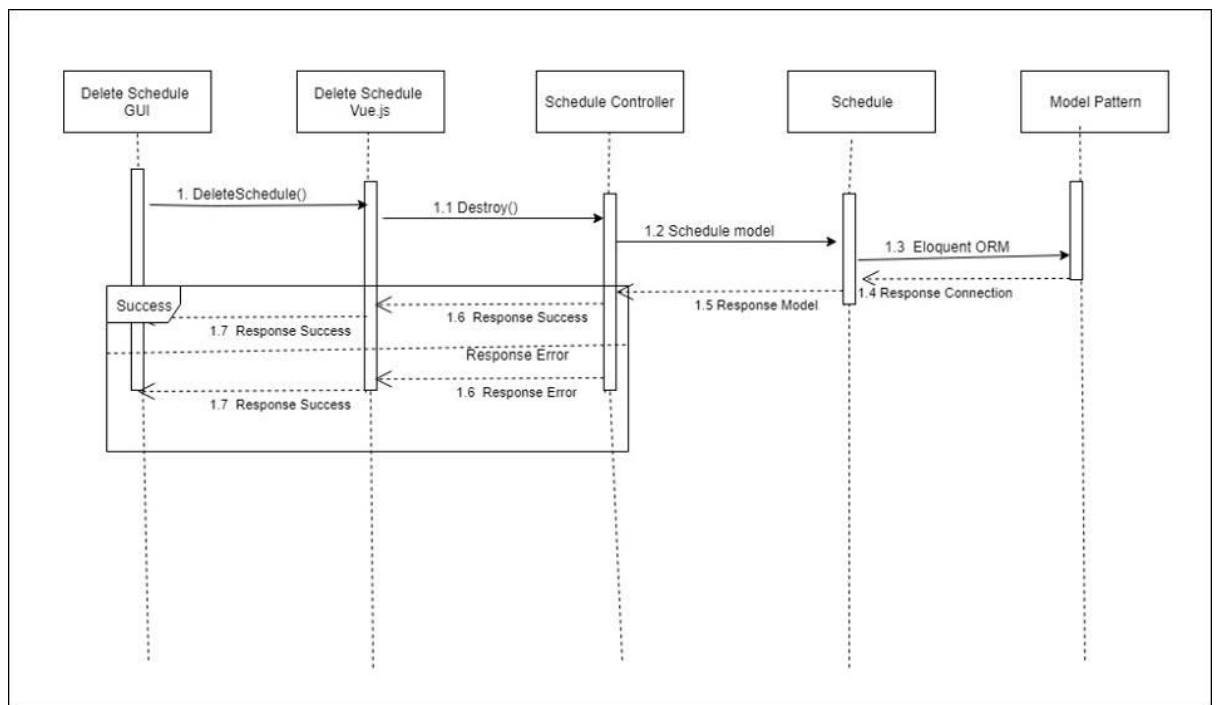 Delete Schedule
GUI
Delete Schedule
Vue.js
Schedule Controller
Schedule
Model Pattern
1. DeleteSchedule()
1.1 Destroy()
1.2 Schedule model
1.3 Eloquent ORM
1.4 Response Connection
1.5 Response Model
Success
1.6 Response Success
1.7 Response Success
Response Error
1.6 Response Error
1.7 Response Success